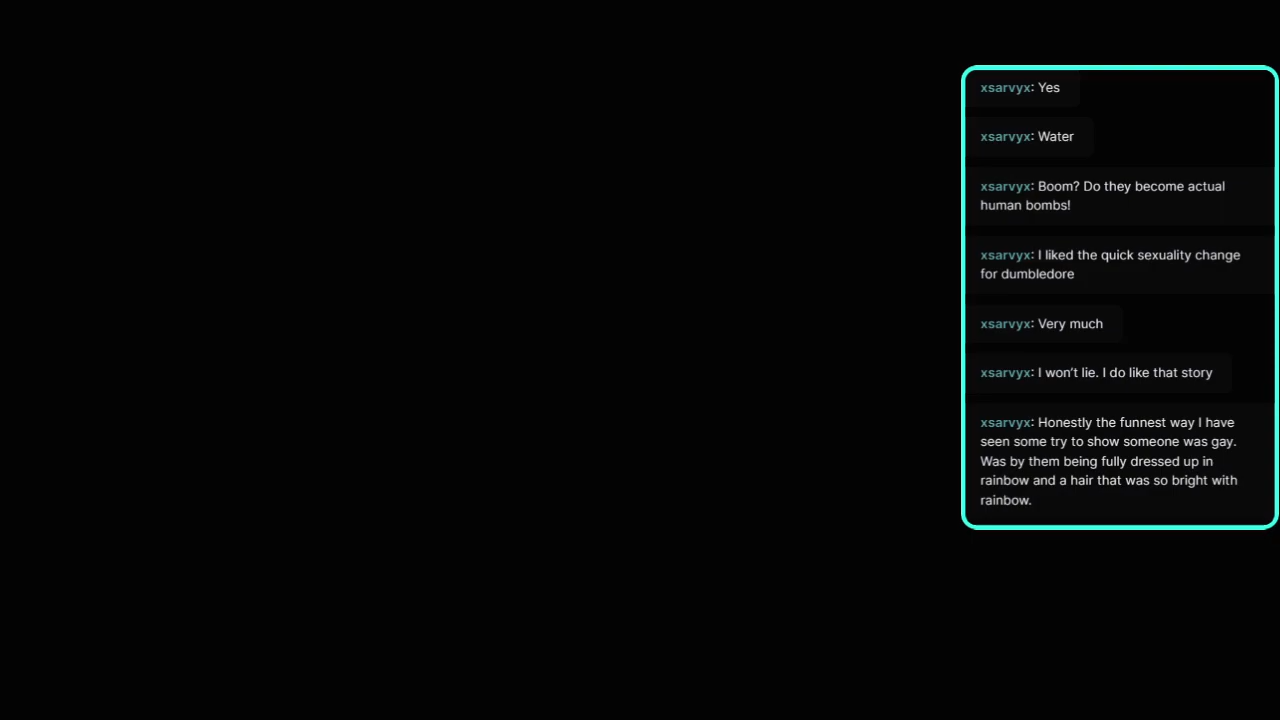 xsarvyx: Yes
xsarvyx: Water
xsarvyx: Boom? Do they become actual
human bombs!
xsarvyx: I liked the quick sexuality change
for dumbledore
xsarvyx: Very much
xsarvyx: I won't lie. I do like that story
xsarvyx: Honestly the funnest way I have
seen some try to show someone was gay.
Was by them being fully dressed up in
rainbow and a hair that was so bright with
rainbow.